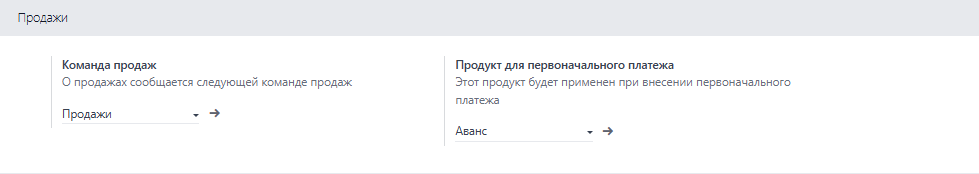 Продажи
Команда продаж
О продажах сообщается следующей команде продаж
Продажи
Продукт для первоначального платежа
Этот продукт будет применен при внесении первоначального
платежа
Аванс